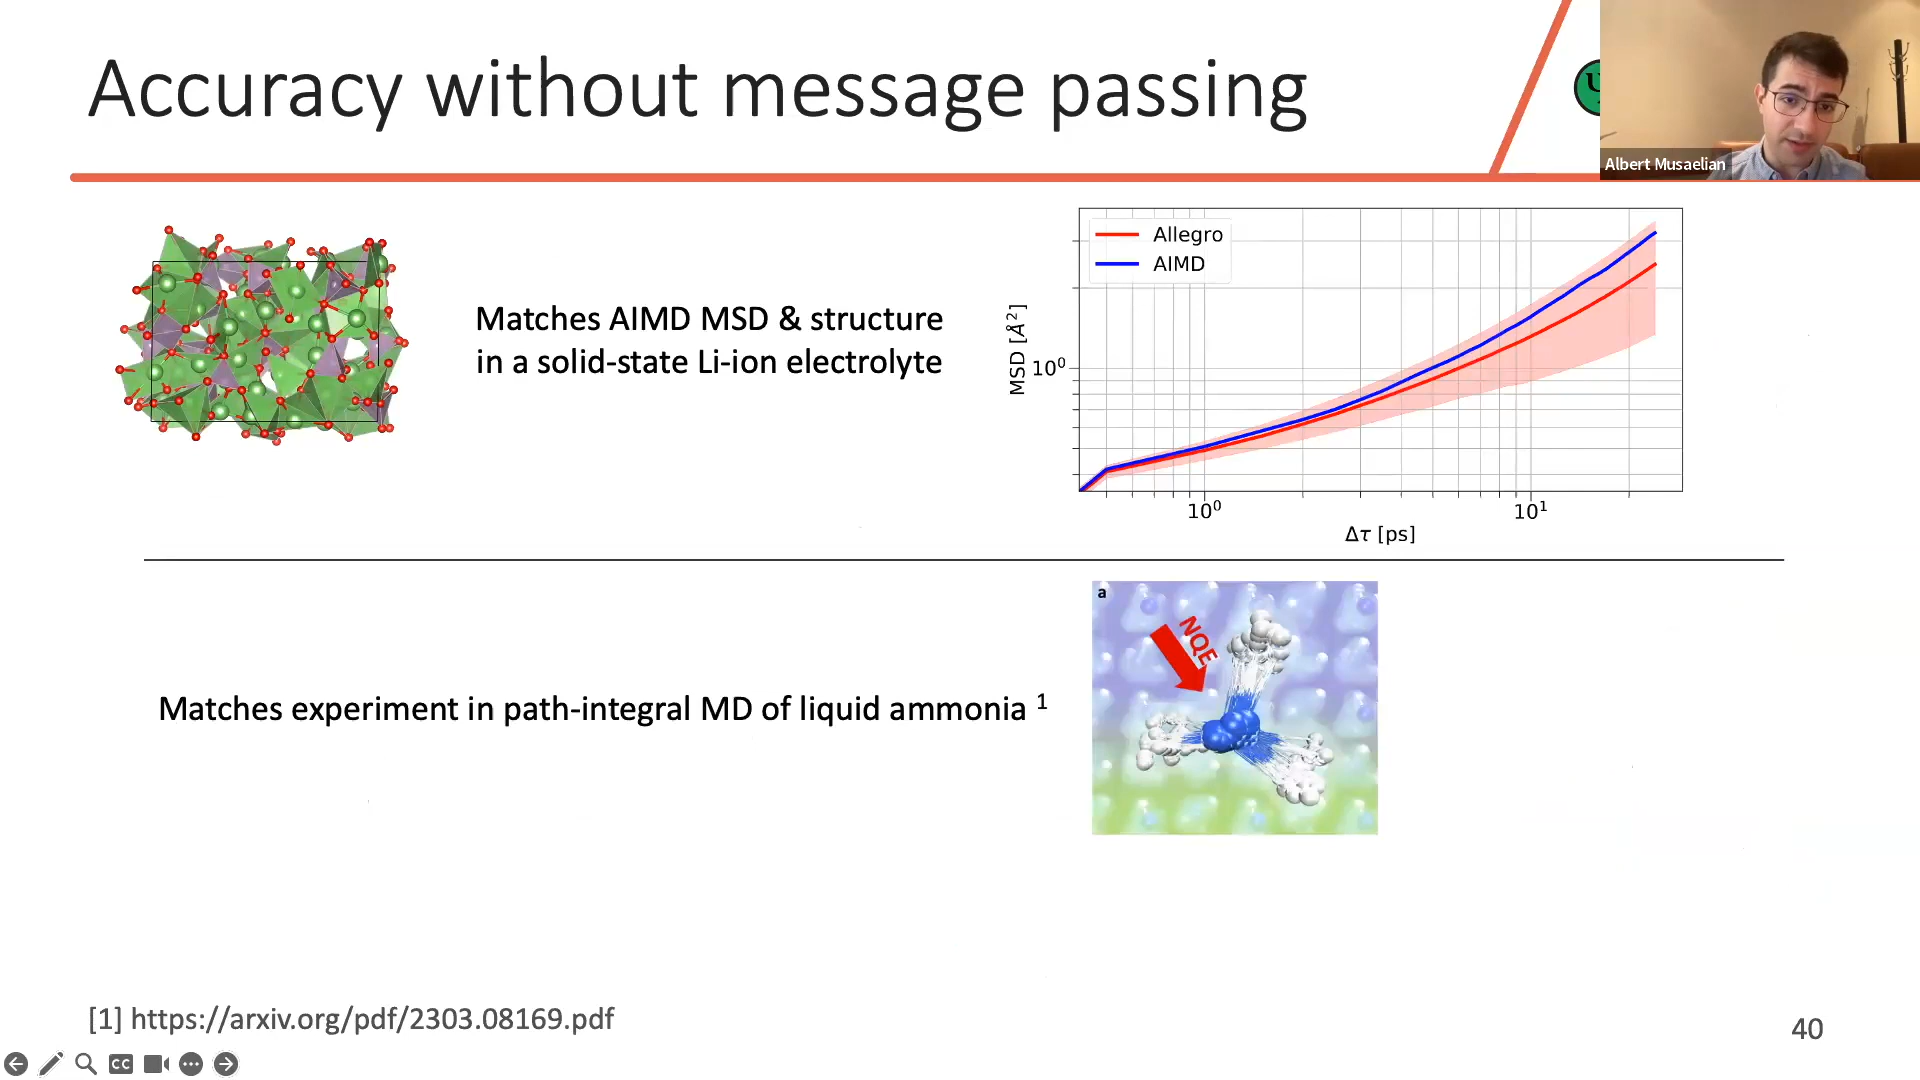 Accuracy without message passing
Albert Musaelian
Matches AIMD MSD & structure
in a solid-state Li-ion electrolyte
Allegro
AIMD
MSD [Å²]
10⁰
10⁰
10¹
Δτ [ps]
Matches experiment in path-integral MD of liquid ammonia ¹
a
NQE
[1] https://arxiv.org/pdf/2303.08169.pdf
40
CC